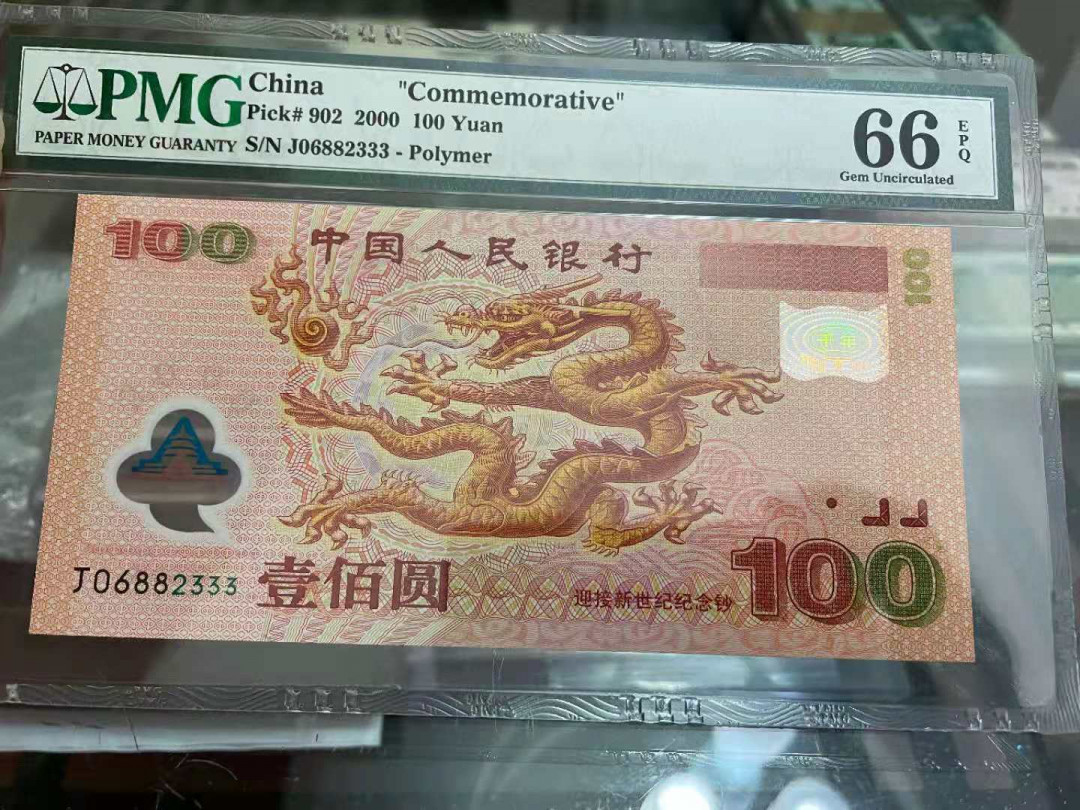 PMG
PAPER MONEY GUARANTY
China "Commemorative"
Pick# 902 2000 100 Yuan
S/N J06882333 - Polymer
66 EPQ
Gem Uncirculated
100 中国人民银行 100
J06882333 壹佰圆 迎接新世纪纪念钞 100